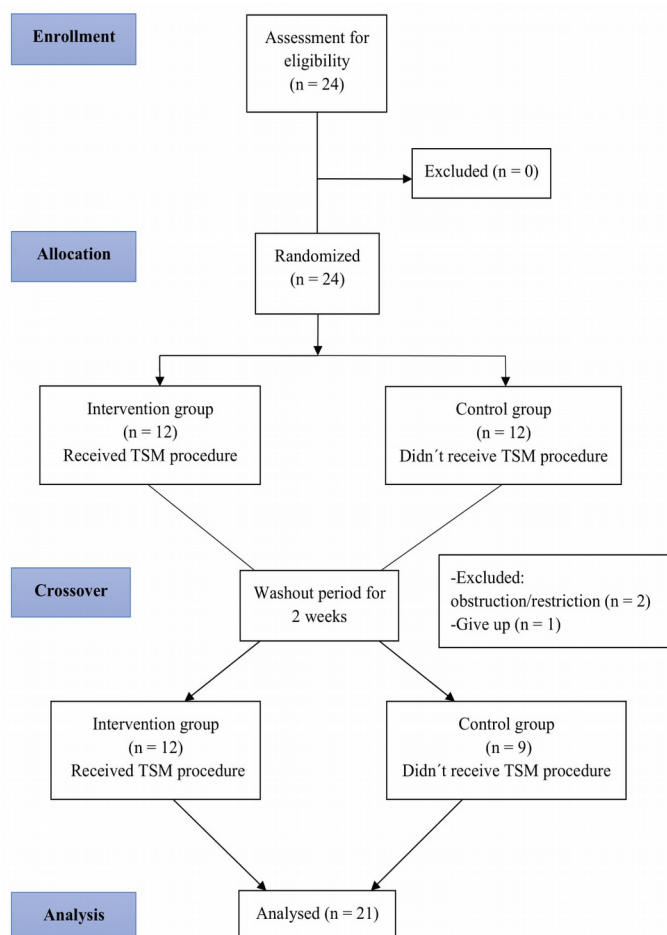 Enrollment
Assessment for
eligibility
(n = 24)
Excluded (n = 0)
Allocation
Randomized
(n = 24)
Intervention group
(n = 12)
Received TSM procedure
Control group
(n = 12)
Didn´t receive TSM procedure
Crossover
Washout period for
2 weeks
-Excluded:
obstruction/restriction (n = 2)
-Give up (n = 1)
Intervention group
(n = 12)
Received TSM procedure
Control group
(n = 9)
Didn´t receive TSM procedure
Analysis
Analysed (n = 21)